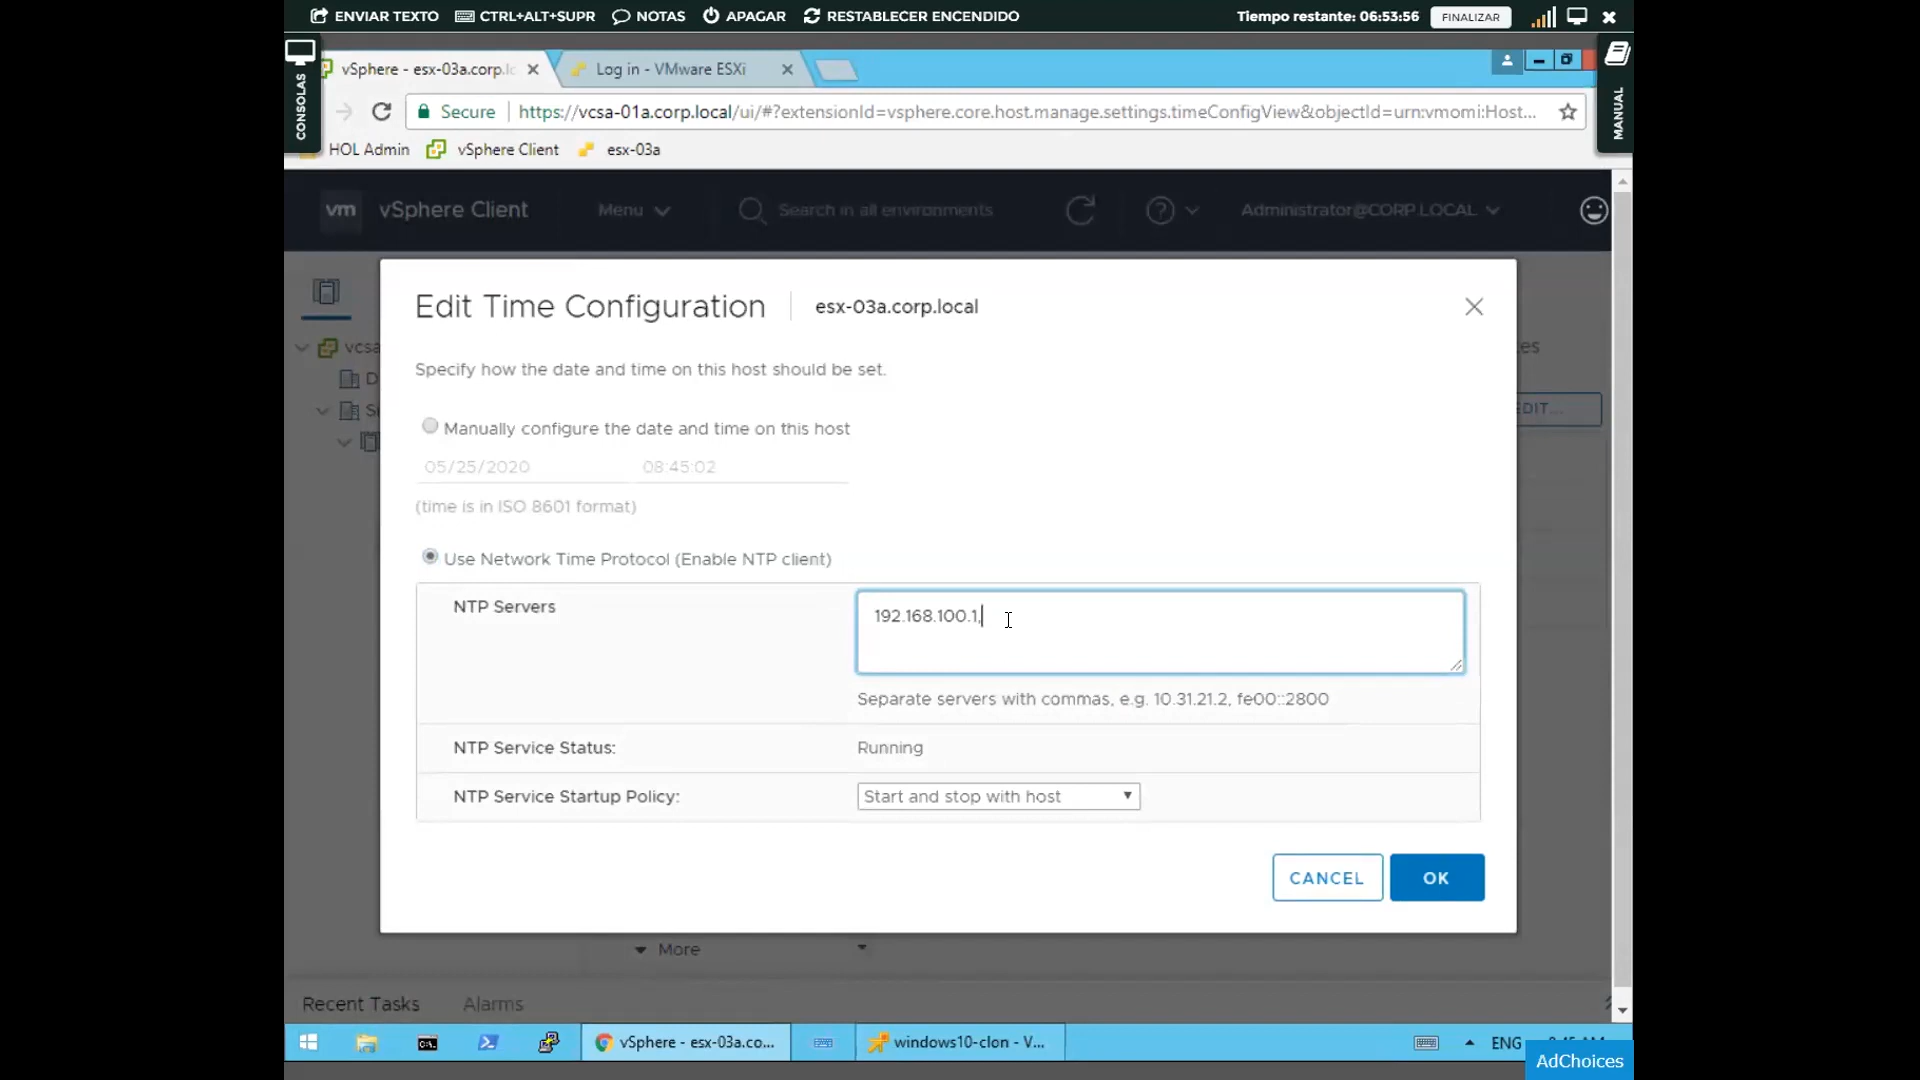 ENVIAR TEXTO CTRL+ALT+SUPR NOTAS APAGAR RESTABLECER ENCENDIDO Tiempo restante: 06:53:56 FINALIZAR
CONSOLAS
MANUAL
vSphere - esx-03a.corp.lo Log in - VMware ESXi
Secure https://vcsa-01a.corp.local/ui/#?extensionId=vsphere.core.host.manage.settings.timeConfigView&objectId=urn:vmomi:Host...
HOL Admin vSphere Client esx-03a
vm vSphere Client Menu Search in all environments Administrator@CORP.LOCAL
Edit Time Configuration esx-03a.corp.local
vcsa
Specify how the date and time on this host should be set.
EDIT...
Manually configure the date and time on this host
05/25/2020 08:45:02
(time is in ISO 8601 format)
Use Network Time Protocol (Enable NTP client)
NTP Servers 192.168.100.1,
Separate servers with commas, e.g. 10.31.21.2, fe00::2800
NTP Service Status: Running
NTP Service Startup Policy: Start and stop with host
CANCEL OK
More
Recent Tasks Alarms
vSphere - esx-03a.co... windows10-clon - V... ENG
AdChoices